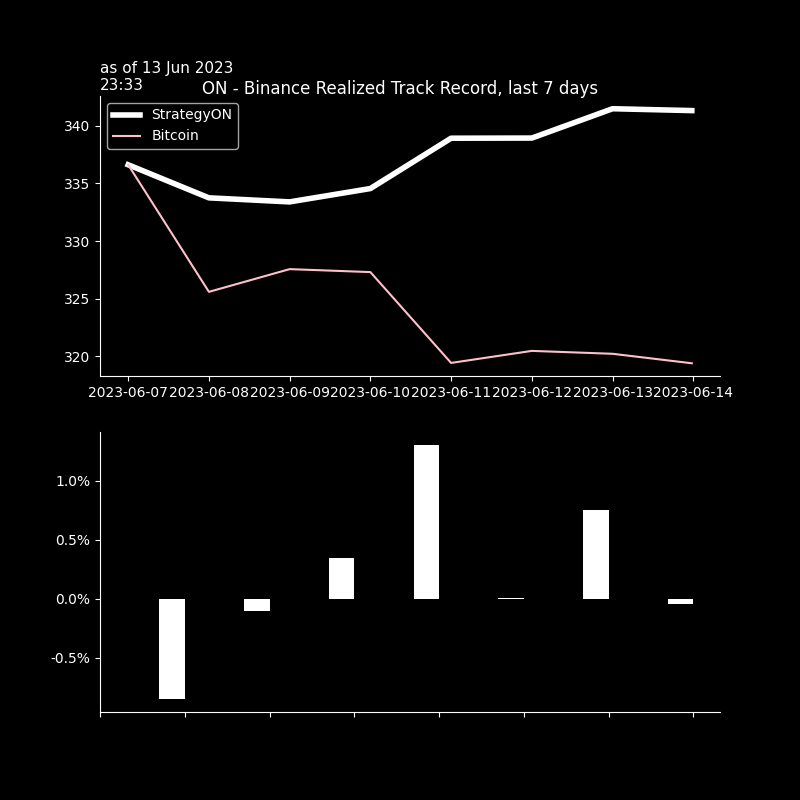 as of 13 Jun 2023
23:33
ON - Binance Realized Track Record, last 7 days
StrategyON
Bitcoin
340
335
330
325
320
2023-06-07 2023-06-08 2023-06-09 2023-06-10 2023-06-11 2023-06-12 2023-06-13 2023-06-14
1.0%
0.5%
0.0%
-0.5%